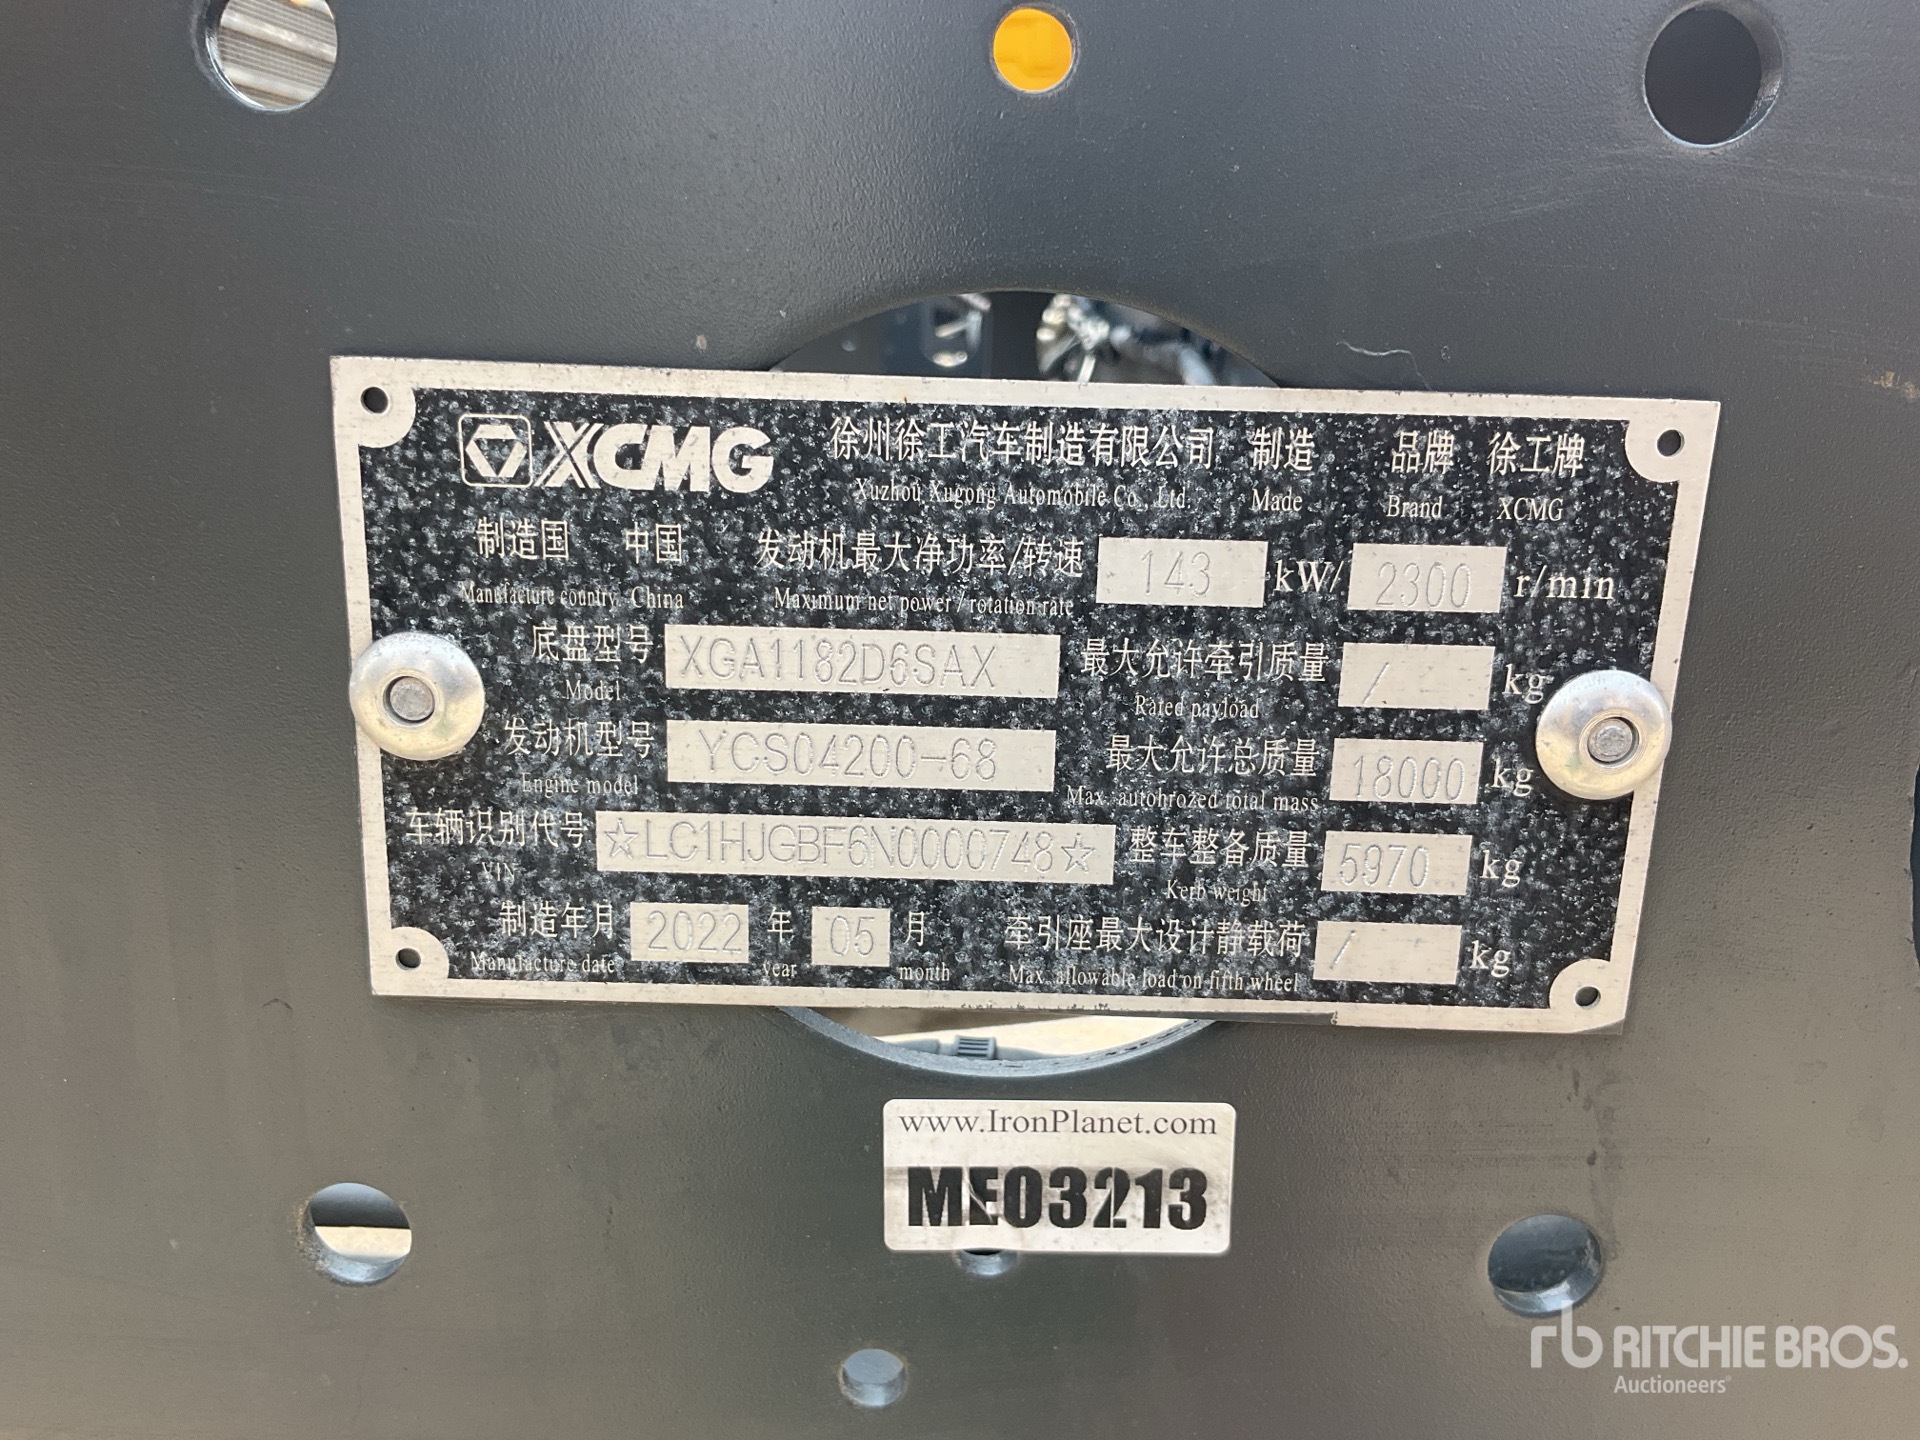 XCMG 徐州徐工汽车制造有限公司 制造 品牌 徐工牌
Xuzhou Xugong Automobile Co., Ltd. Made Brand XCMG
制造国 中国 发动机最大净功率/转速 143 kW/ 2300 r/min
Manufacture country China Maximum net power/rotation rate
底盘型号 XGA1182D6SAX 最大允许牵引质量 / kg
Model Rated payload
发动机型号 YCS04200-68 最大允许总质量 18000 kg
Engine model Max. authrozed total mass
车辆识别代号 ☆LC1HJGBF6N0000748☆ 整车整备质量 5970 kg
VIN Kerb weight
制造年月 2022 年 05 月 牵引座最大设计静载荷 / kg
Manufacture date year month Max. allowable load on fifth wheel
www.IronPlanet.com
ME03213
rb RITCHIE BROS.
Auctioneers